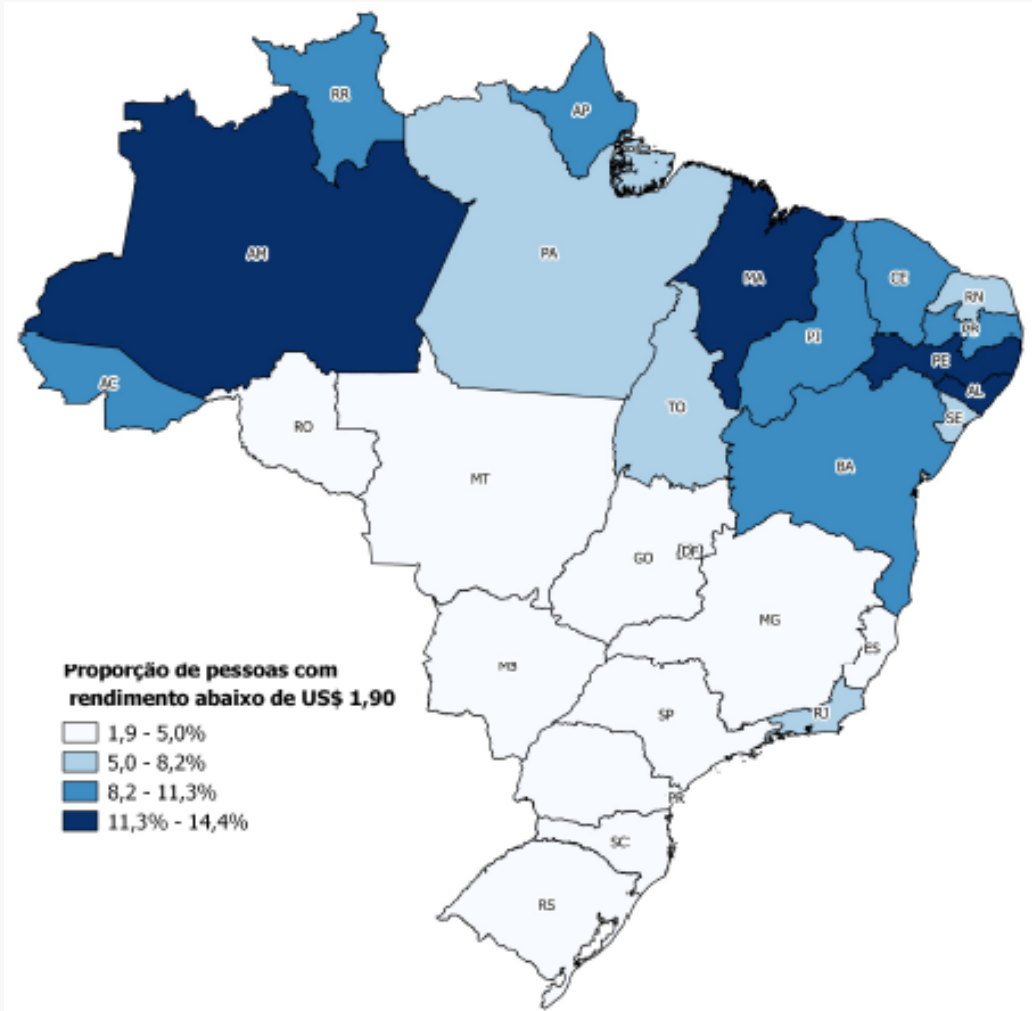 RR
AP
AM
PA
MA
CE
RN
PI
PB
PE
AC
AL
TO
SE
RO
BA
MT
GO
[DF]
MG
ES
MS
SP
RJ
PR
SC
RS
Proporção de pessoas com
rendimento abaixo de US$ 1,90
1,9 - 5,0%
5,0 - 8,2%
8,2 - 11,3%
11,3% - 14,4%